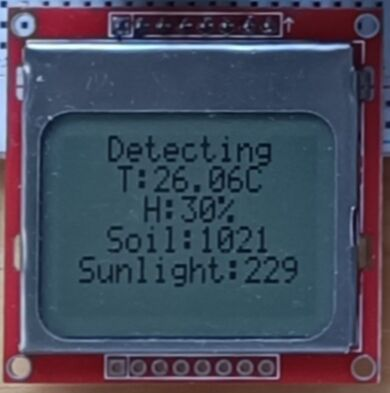 Detecting
T:26.06C
H:30%
Soil:1021
Sunlight:229